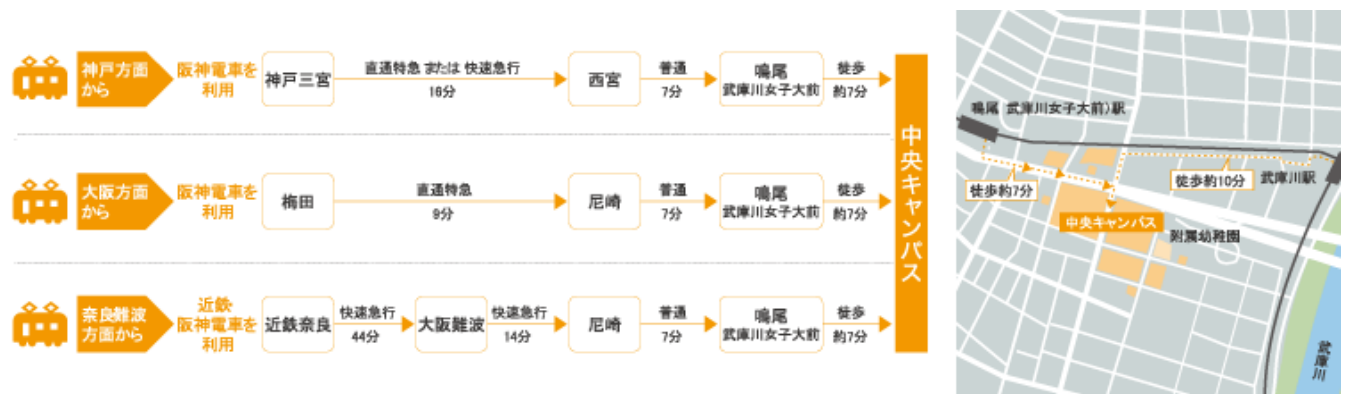 神戸方面
から
阪神電車を
利用
神戸三宮
直通特急 または 快速急行
16分
西宮
普通
7分
鳴尾
武庫川女子大前
徒歩
約7分
大阪方面
から
阪神電車を
利用
梅田
直通特急
9分
尼崎
普通
7分
鳴尾
武庫川女子大前
徒歩
約7分
奈良難波
方面から
近鉄・
阪神電車を
利用
近鉄奈良
快速急行
44分
大阪難波
快速急行
14分
尼崎
普通
7分
鳴尾
武庫川女子大前
徒歩
約7分
中央キャンパス
鳴尾 武庫川女子大前)駅
徒歩約7分
徒歩約10分
武庫川駅
中央キャンパス
附属幼稚園
武庫川